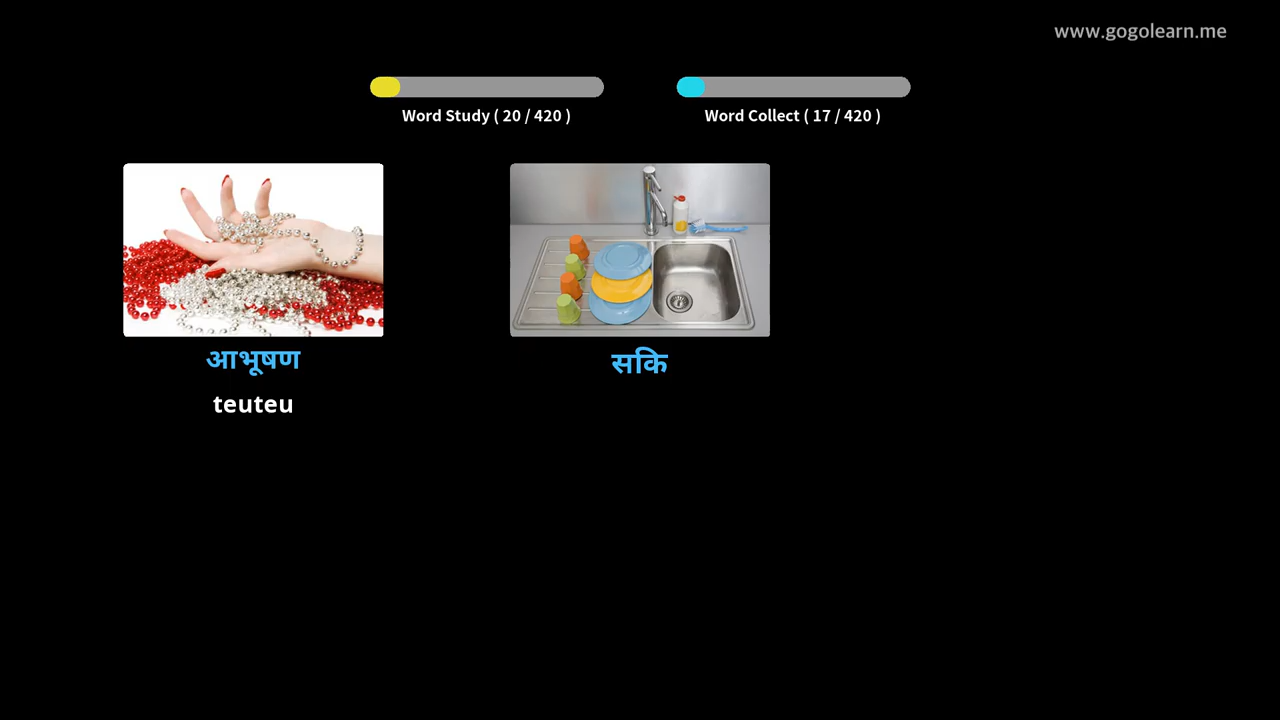 www.gogolearn.me
Word Study ( 20 / 420 )
Word Collect ( 17 / 420 )
आभूषण
सकि
teuteu